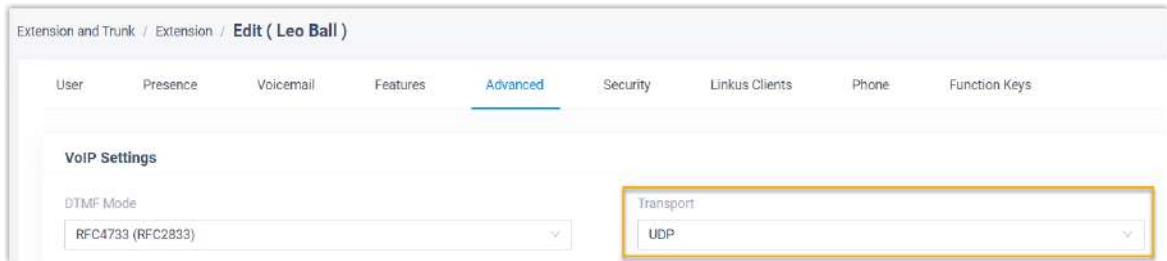 Extension and Trunk / Extension / Edit ( Leo Ball )
User Presence Voicemail Features Advanced Security Linkus Clients Phone Function Keys
VoIP Settings
DTMF Mode Transport
RFC4733 (RFC2833) UDP